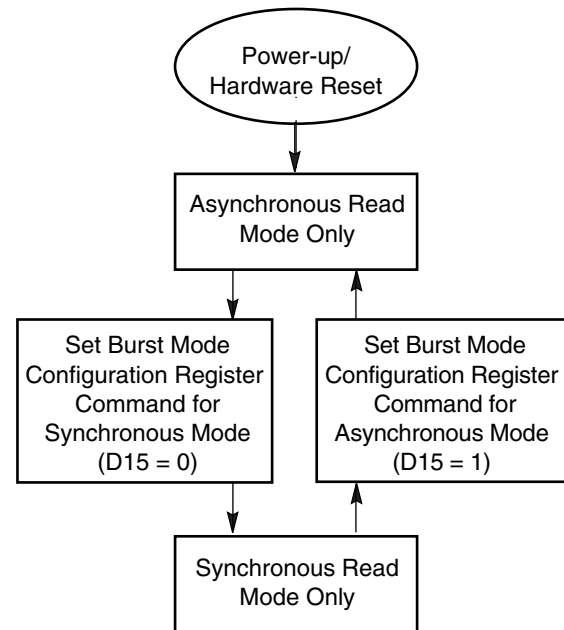 Power-up/
Hardware Reset
Asynchronous Read
Mode Only
Set Burst Mode
Configuration Register
Command for
Synchronous Mode
(D15 = 0)
Set Burst Mode
Configuration Register
Command for
Asynchronous Mode
(D15 = 1)
Synchronous Read
Mode Only